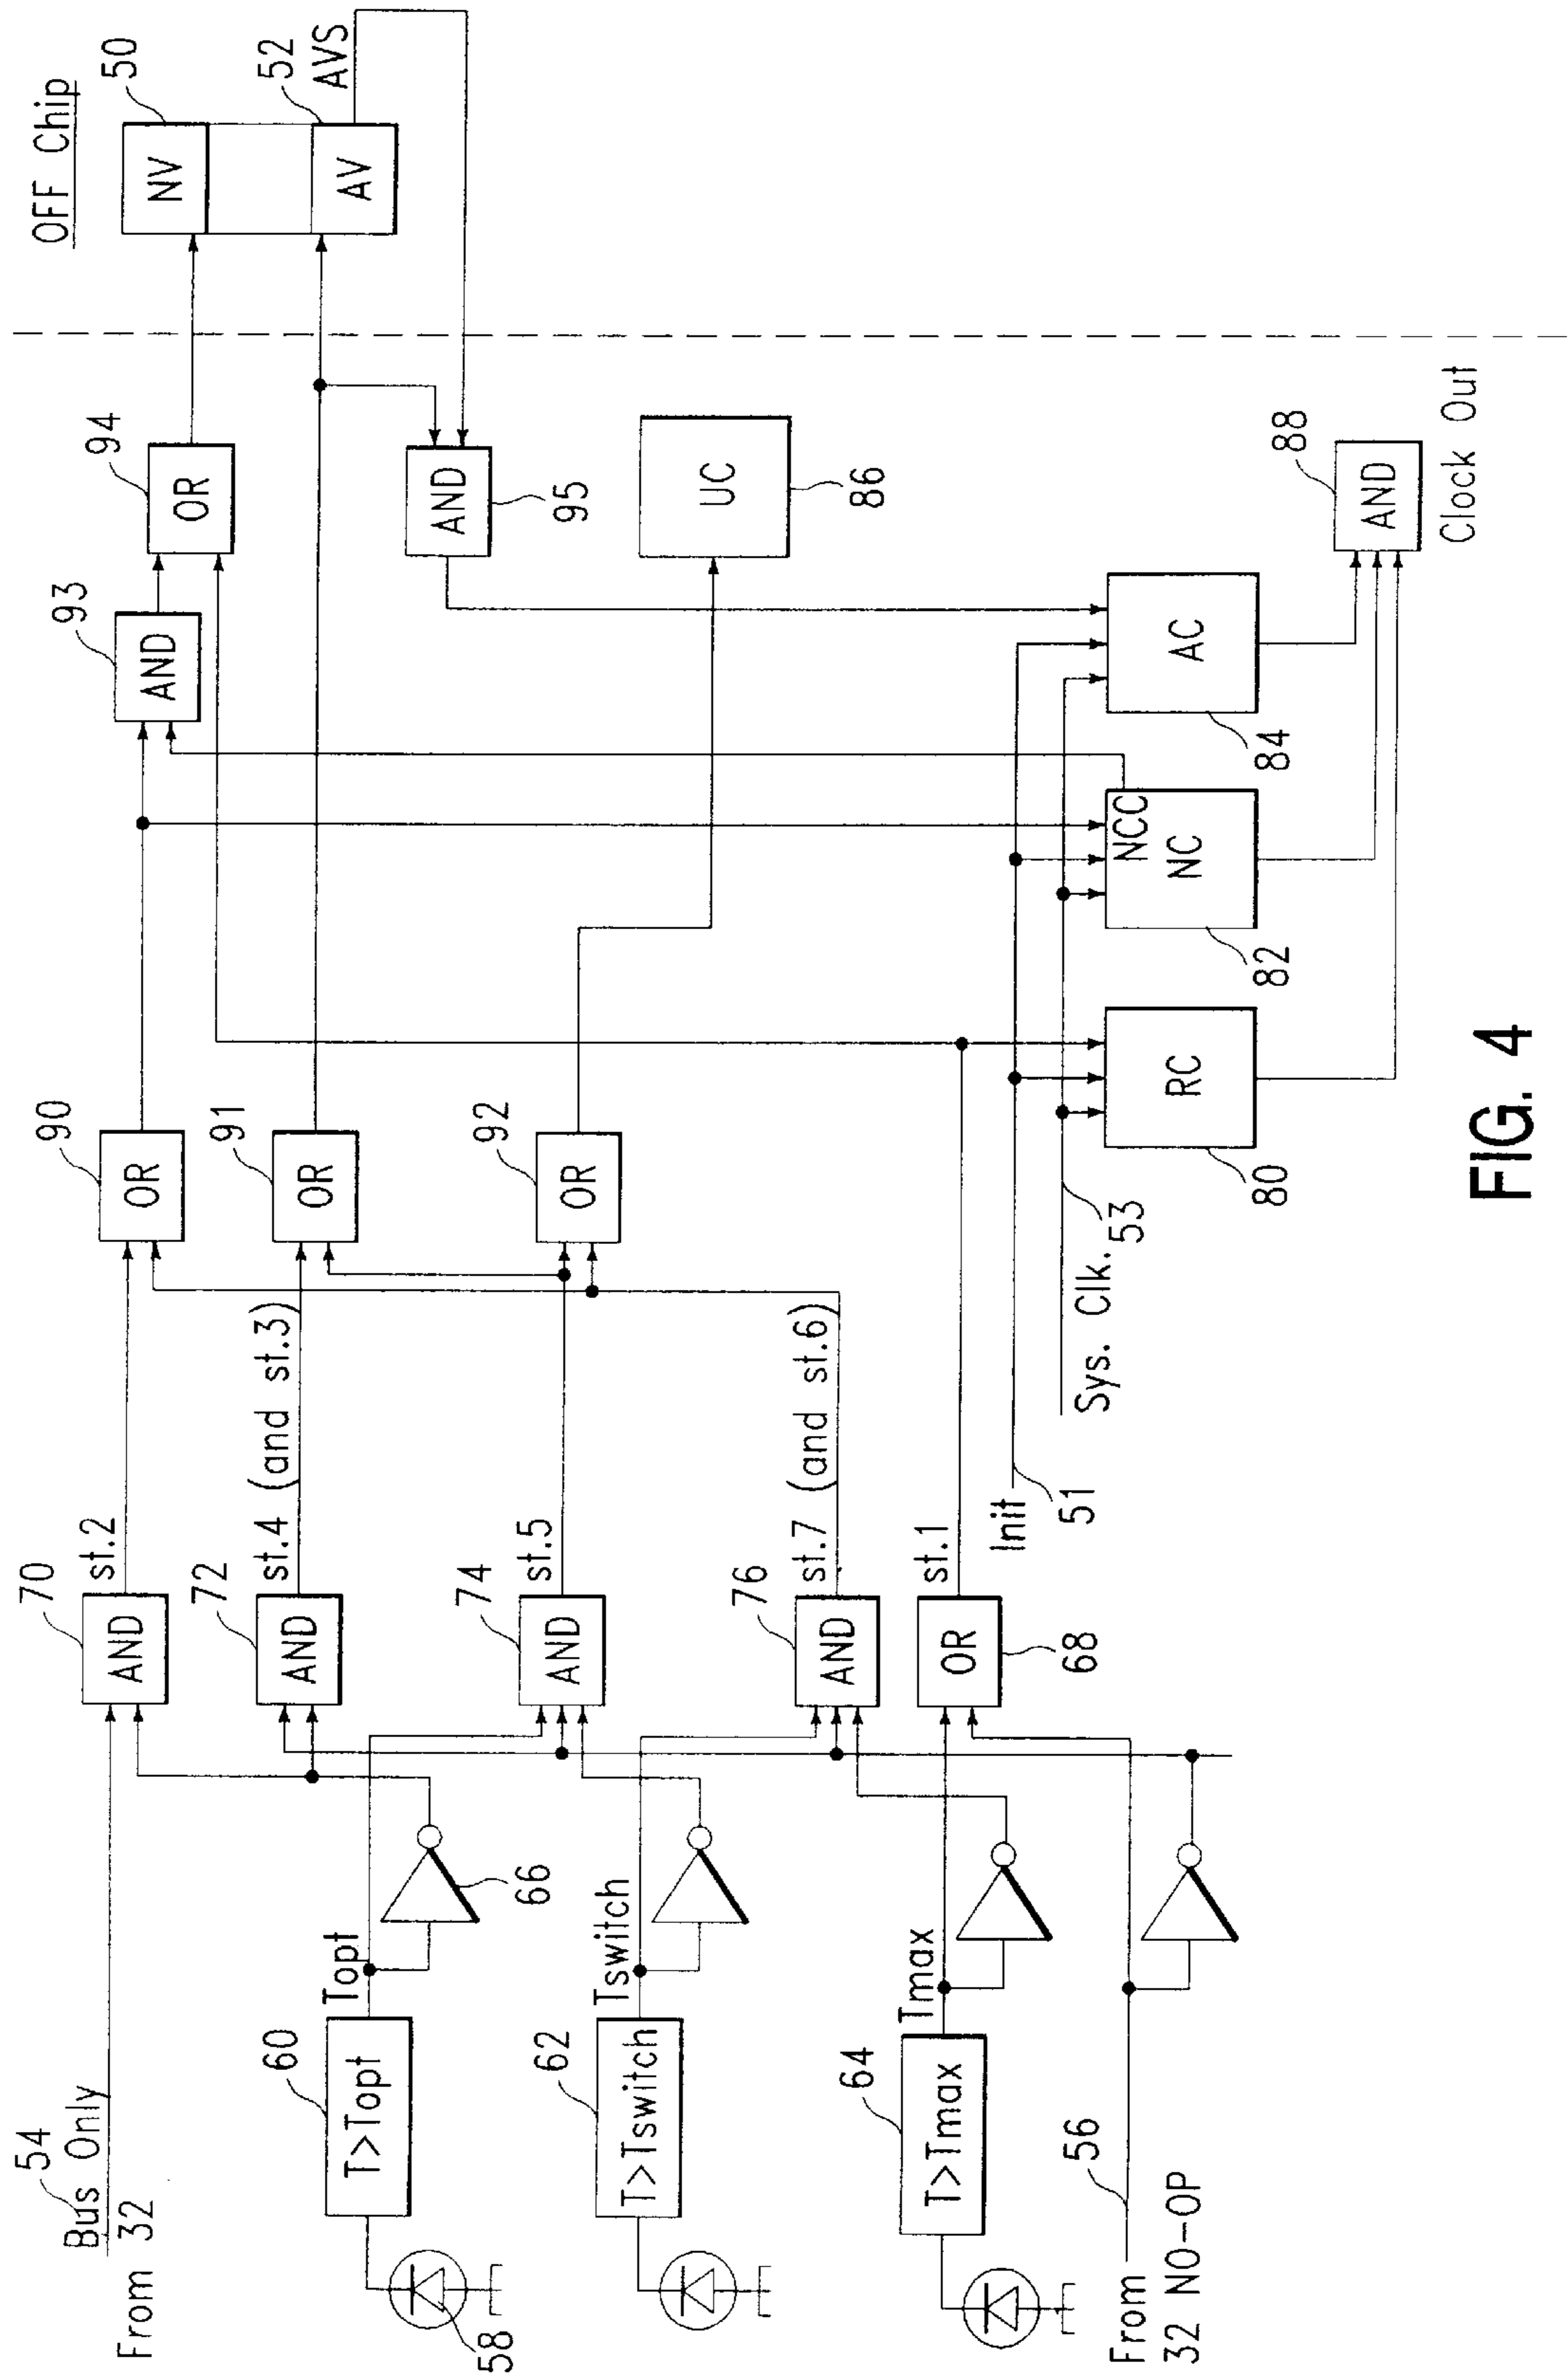 OFF Chip
NV
50
AV
52
AVS
94
OR
93
AND
AND
95
UC
86
90
OR
91
OR
92
OR
70
AND
st.2
72
AND
st.4 (and st.3)
74
AND
st.5
76
AND
st.7 (and st.6)
OR
68
st.1
54
Bus Only
From 32
60
T>Topt
Topt
66
58
62
T>Tswitch
Tswitch
64
T>Tmax
Tmax
56
From
32 NO-OP
Init
51
Sys. Clk.
53
RC
80
NCC
NC
82
AC
84
88
AND
Clock Out
FIG. 4